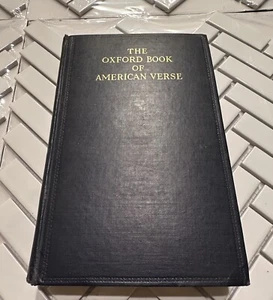 THE
OXFORD BOOK
OF
AMERICAN VERSE